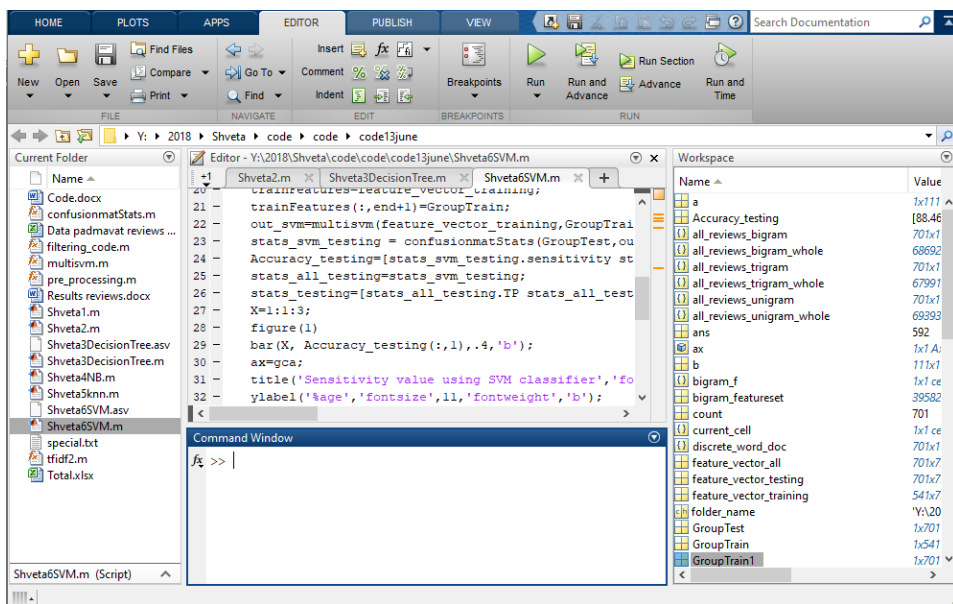 HOME PLOTS APPS EDITOR PUBLISH VIEW Search Documentation
New Open Save Find Files Compare Print
FILE
Go To Find
NAVIGATE
Insert fx
Comment
Indent
EDIT
Breakpoints
BREAKPOINTS
Run Run and Advance Run Section Advance Run and Time
RUN
Y: 2018 Shveta code code code13june
Current Folder
Name
Code.docx
confusionmatStats.m
Data padmavat reviews ...
filtering_code.m
multisvm.m
pre_processing.m
Results reviews.docx
Shveta1.m
Shveta2.m
Shveta3DecisionTree.asv
Shveta3DecisionTree.m
Shveta4NB.m
Shveta5knn.m
Shveta6SVM.asv
Shveta6SVM.m
special.txt
tfidf2.m
Total.xlsx
Shveta6SVM.m (Script)
Editor - Y:\2018\Shveta\code\code\code13june\Shveta6SVM.m
+1 Shveta2.m Shveta3DecisionTree.m Shveta6SVM.m +
20 - trainFeatures=feature_vector_training;
21 - trainFeatures(:,end+1)=GroupTrain;
22 - out_svm=multisvm(feature_vector_training,GroupTrai
23 - stats_svm_testing = confusionmatStats(GroupTest,ou
24 - Accuracy_testing=[stats_svm_testing.sensitivity st
25 - stats_all_testing=stats_svm_testing;
26 - stats_testing=[stats_all_testing.TP stats_all_test
27 - X=1:1:3;
28 - figure(1)
29 - bar(X, Accuracy_testing(:,1),.4,'b');
30 - ax=gca;
31 - title('Sensitivity value using SVM classifier','fo
32 - ylabel('%age','fontsize',11,'fontweight','b');
Command Window
fx >>
Workspace
Name Value
a 1x111
Accuracy_testing [88.46
all_reviews_bigram 701x1
all_reviews_bigram_whole 68692
all_reviews_trigram 701x1
all_reviews_trigram_whole 67991
all_reviews_unigram 701x1
all_reviews_unigram_whole 69393
ans 592
ax 1x1 A
b 111x1
bigram_f 1x1 ce
bigram_featureset 39582
count 701
current_cell 1x1 ce
discrete_word_doc 701x1
feature_vector_all 701x7
feature_vector_testing 701x7
feature_vector_training 541x7
folder_name 'Y:\20
GroupTest 1x701
GroupTrain 1x541
GroupTrain1 1x701